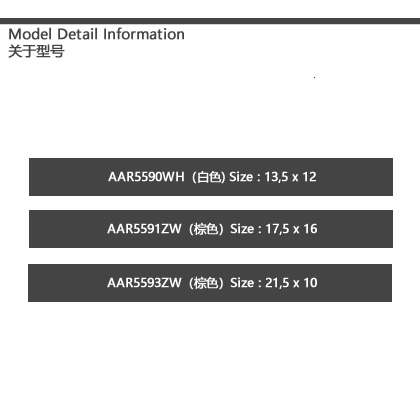 Model Detail Information
关于型号
AAR5590WH (白色) Size : 13,5 x 12
AAR5591ZW (棕色) Size : 17,5 x 16
AAR5593ZW (棕色) Size : 21,5 x 10